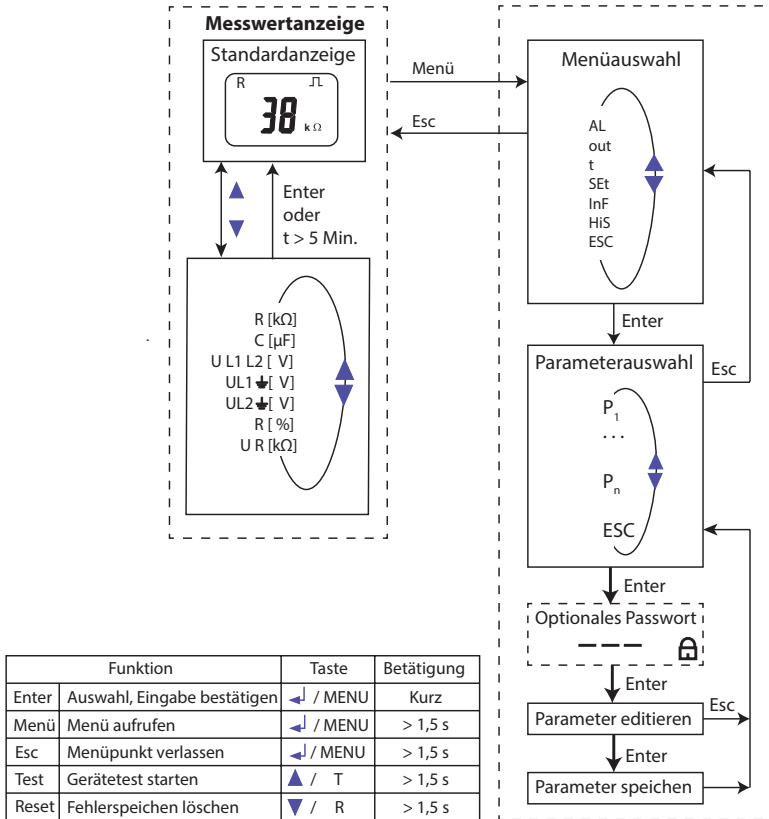 Messwertanzeige
Standardanzeige
R
38 kΩ
Menü
Esc
Enter
oder
t > 5 Min.
R [kΩ]
C [µF]
U L1 L2 [ V]
UL1⏚[ V]
UL2⏚[ V]
R [ %]
U R [kΩ]
Menüauswahl
AL
out
t
SEt
InF
HiS
ESC
Enter
Parameterauswahl
Esc
P1
...
Pn
ESC
Enter
Optionales Passwort
Enter
Parameter editieren
Esc
Enter
Parameter speichen
Funktion Taste Betätigung
Enter Auswahl, Eingabe bestätigen / MENU Kurz
Menü Menü aufrufen / MENU > 1,5 s
Esc Menüpunkt verlassen / MENU > 1,5 s
Test Gerätetest starten ▲ / T > 1,5 s
Reset Fehlerspeichen löschen ▼ / R > 1,5 s